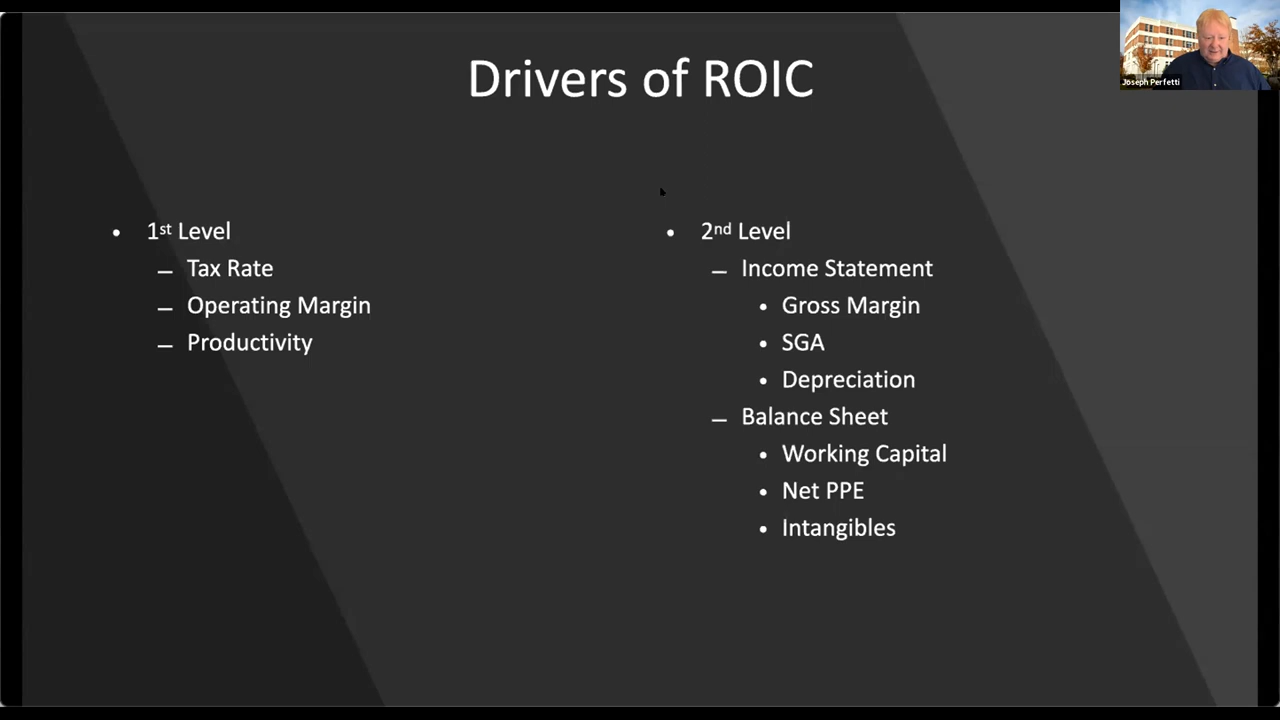 Drivers of ROIC
Joseph Perfetti
• 1st Level
– Tax Rate
– Operating Margin
– Productivity
• 2nd Level
– Income Statement
• Gross Margin
• SGA
• Depreciation
– Balance Sheet
• Working Capital
• Net PPE
• Intangibles